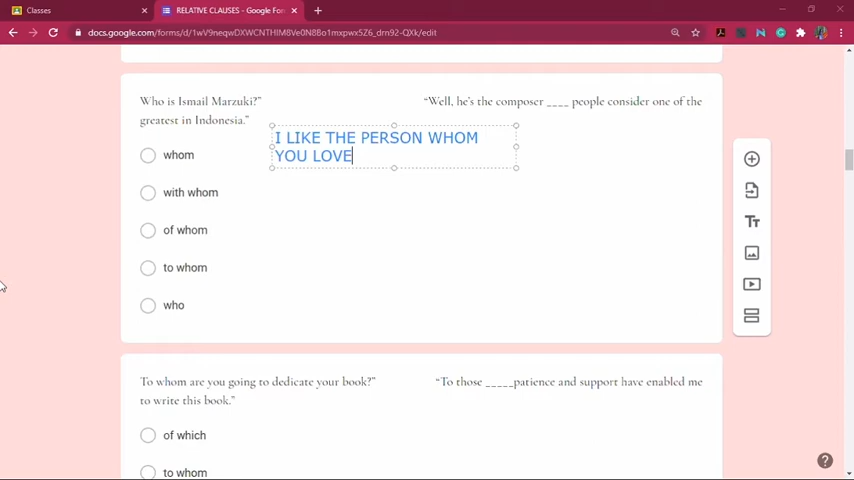 Classes
RELATIVE CLAUSES - Google For
docs.google.com/forms/d/1wV9neqwDXWCNTHIM8Ve0N8Bo1mxpwx5Z6_drn92-QXk/edit
Who is Ismail Marzuki?” “Well, he's the composer ____ people consider one of the
greatest in Indonesia.”
I LIKE THE PERSON WHOM
YOU LOVE
whom
with whom
of whom
to whom
who
To whom are you going to dedicate your book?” “To those _____patience and support have enabled me
to write this book.”
of which
to whom